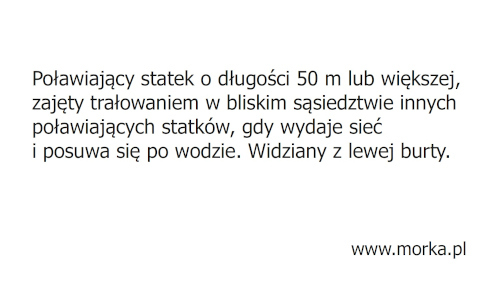 Poławiający statek o długości 50 m lub większej,
zajęty trałowaniem w bliskim sąsiedztwie innych
poławiających statków, gdy wydaje sieć
i posuwa się po wodzie. Widziany z lewej burty.
www.morka.pl